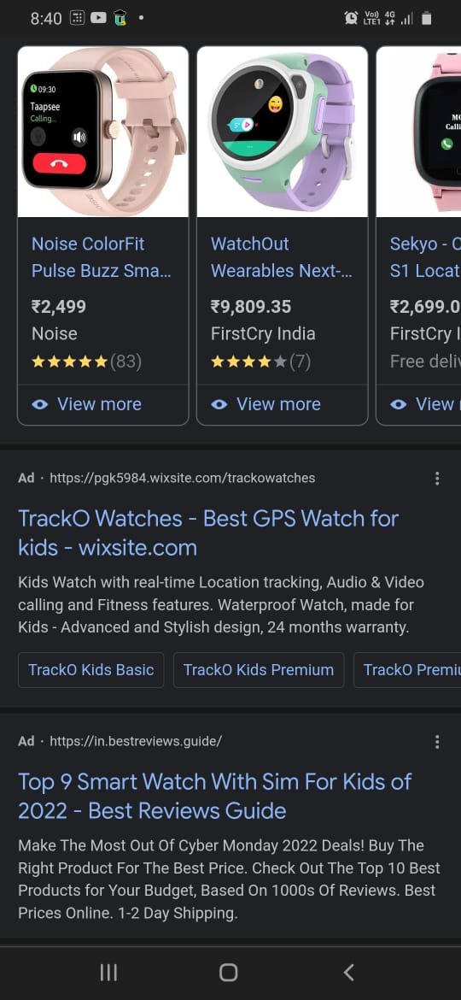 8:40
Vo)) 4G
LTE1
09:30
Taapsee
Calling...
Noise ColorFit
Pulse Buzz Sma...
₹2,499
Noise
(83)
View more
WatchOut
Wearables Next-...
₹9,809.35
FirstCry India
(7)
View more
Sekyo - C
S1 Locat
₹2,699.0
FirstCry I
Free deliv
View
Ad · https://pgk5984.wixsite.com/trackowatches
TrackO Watches - Best GPS Watch for
kids - wixsite.com
Kids Watch with real-time Location tracking, Audio & Video
calling and Fitness features. Waterproof Watch, made for
Kids - Advanced and Stylish design, 24 months warranty.
TrackO Kids Basic
TrackO Kids Premium
TrackO Premiu
Ad · https://in.bestreviews.guide/
Top 9 Smart Watch With Sim For Kids of
2022 - Best Reviews Guide
Make The Most Out Of Cyber Monday 2022 Deals! Buy The
Right Product For The Best Price. Check Out The Top 10 Best
Products for Your Budget, Based On 1000s Of Reviews. Best
Prices Online. 1-2 Day Shipping.